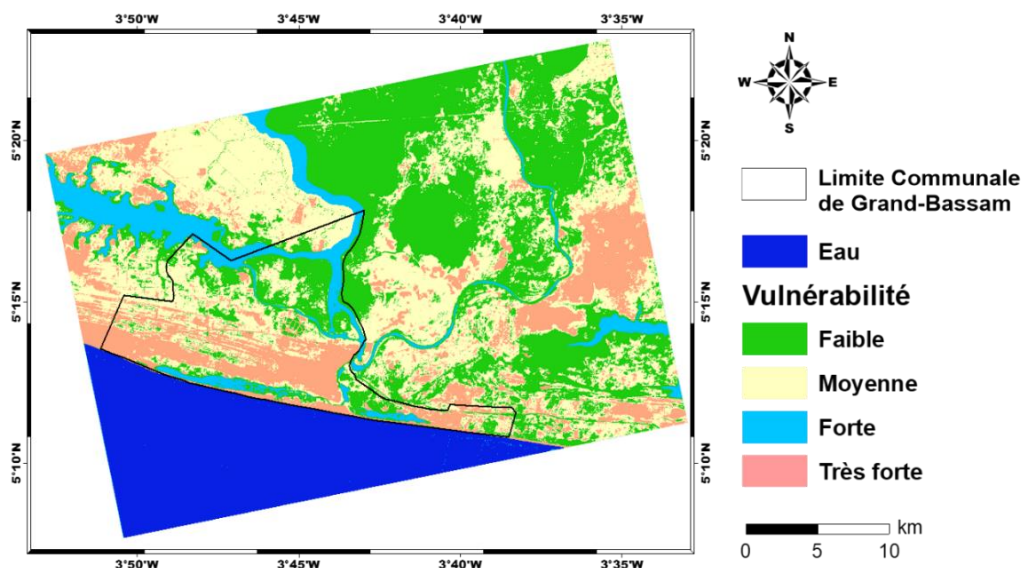 3°50'W 3°45'W 3°40'W 3°35'W
5°20'N 5°20'N
5°15'N 5°15'N
5°10'N 5°10'N
3°50'W 3°45'W 3°40'W 3°35'W
N
W E
S
Limite Communale
de Grand-Bassam
Eau
Vulnérabilité
Faible
Moyenne
Forte
Très forte
km
0 5 10